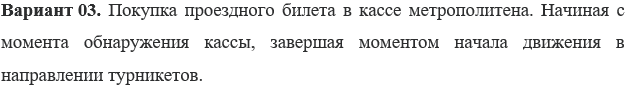 Вариант 03. Покупка проездного билета в кассе метрополитена. Начиная с
момента обнаружения кассы, завершая моментом начала движения в
направлении турникетов.